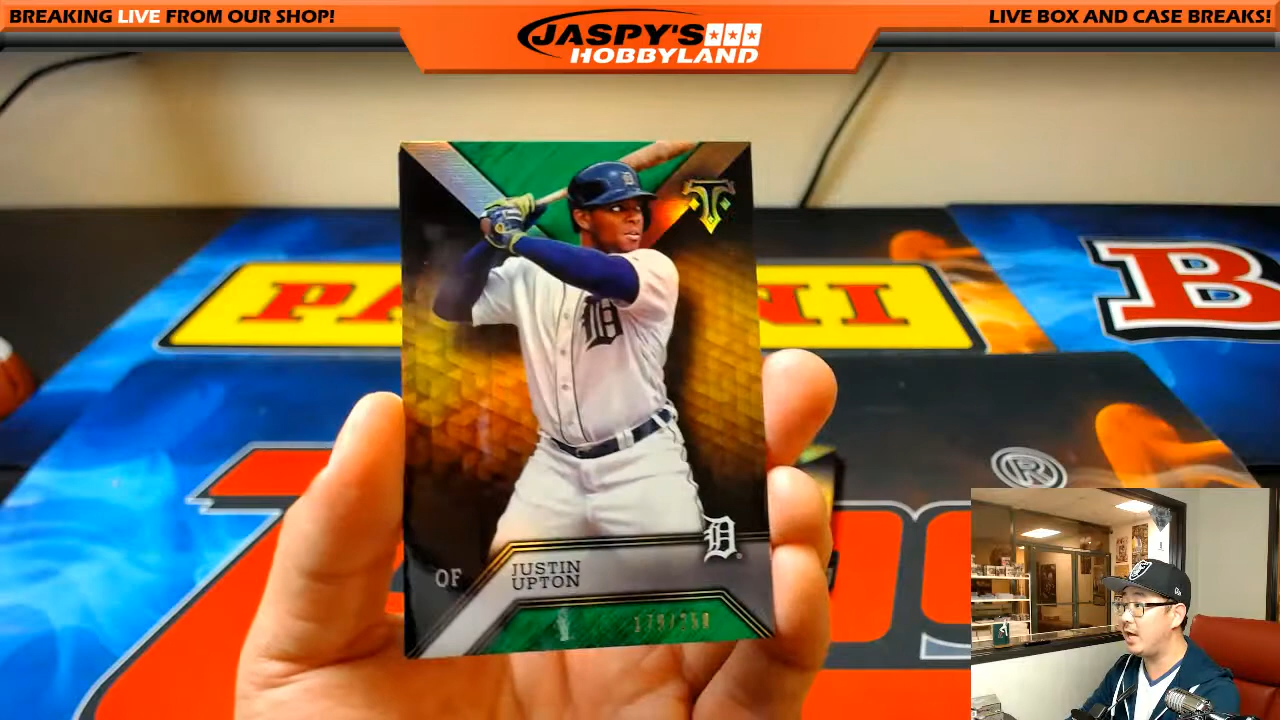 BREAKING LIVE FROM OUR SHOP!
JASPY'S
HOBBYLAND
LIVE BOX AND CASE BREAKS!
D
D
OF
JUSTIN
UPTON
B
®